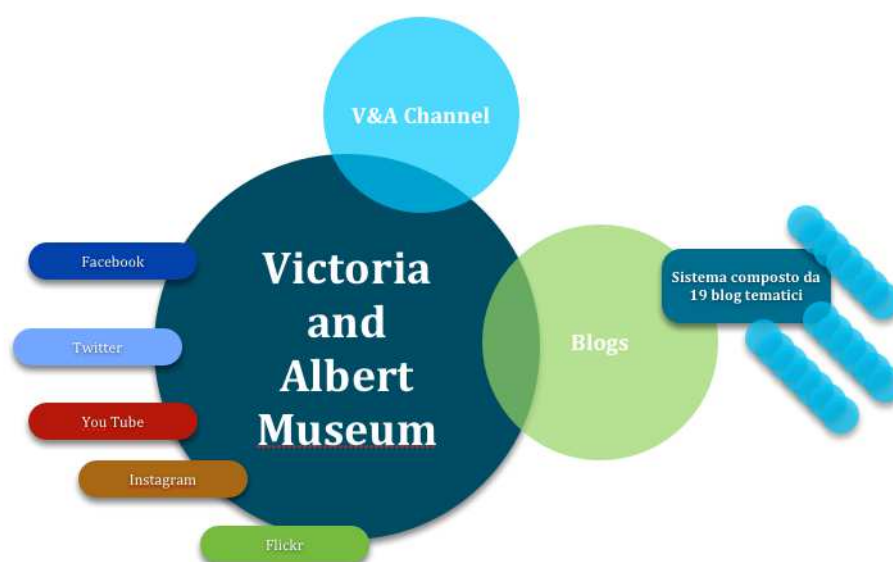 V&A Channel
Victoria
and
Albert
Museum
Facebook
Twitter
You Tube
Instagram
Flickr
Blogs
Sistema composto da
19 blog tematici